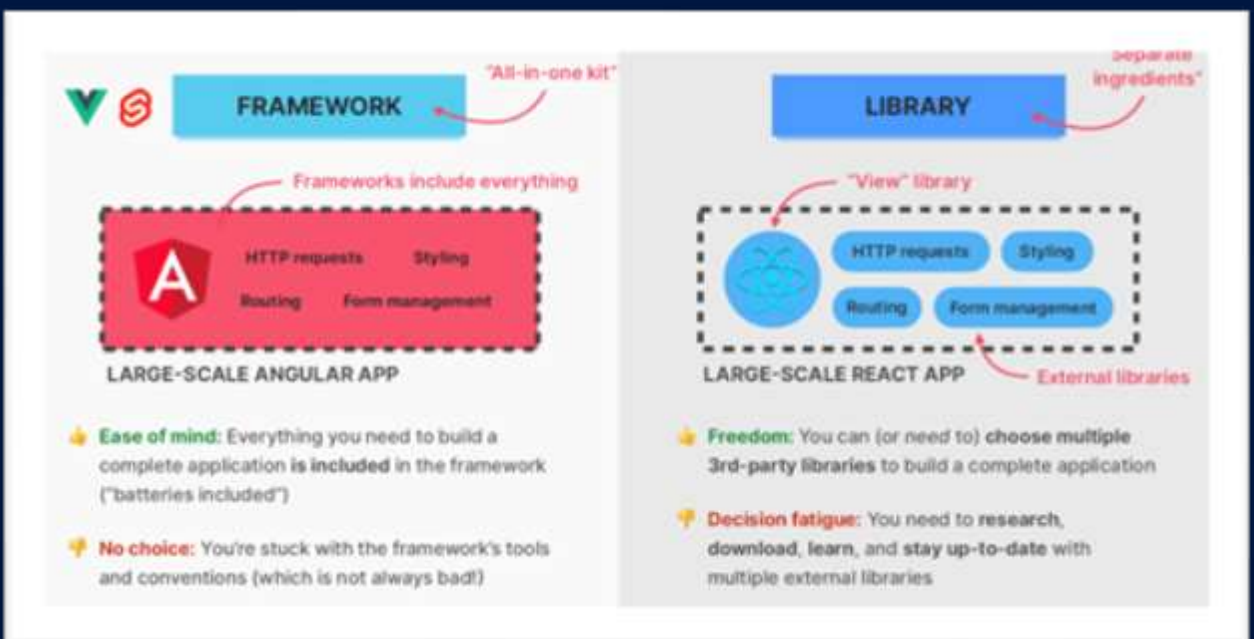 "All-in-one kit"
FRAMEWORK
Frameworks include everything
A
HTTP requests Styling
Routing Form management
LARGE-SCALE ANGULAR APP
👍 Ease of mind: Everything you need to build a
complete application is included in the framework
("batteries included")
👎 No choice: You're stuck with the framework's tools
and conventions (which is not always bad!)
Separate
ingredients"
LIBRARY
"View" library
HTTP requests Styling
Routing Form management
LARGE-SCALE REACT APP
External libraries
👍 Freedom: You can (or need to) choose multiple
3rd-party libraries to build a complete application
👎 Decision fatigue: You need to research,
download, learn, and stay up-to-date with
multiple external libraries